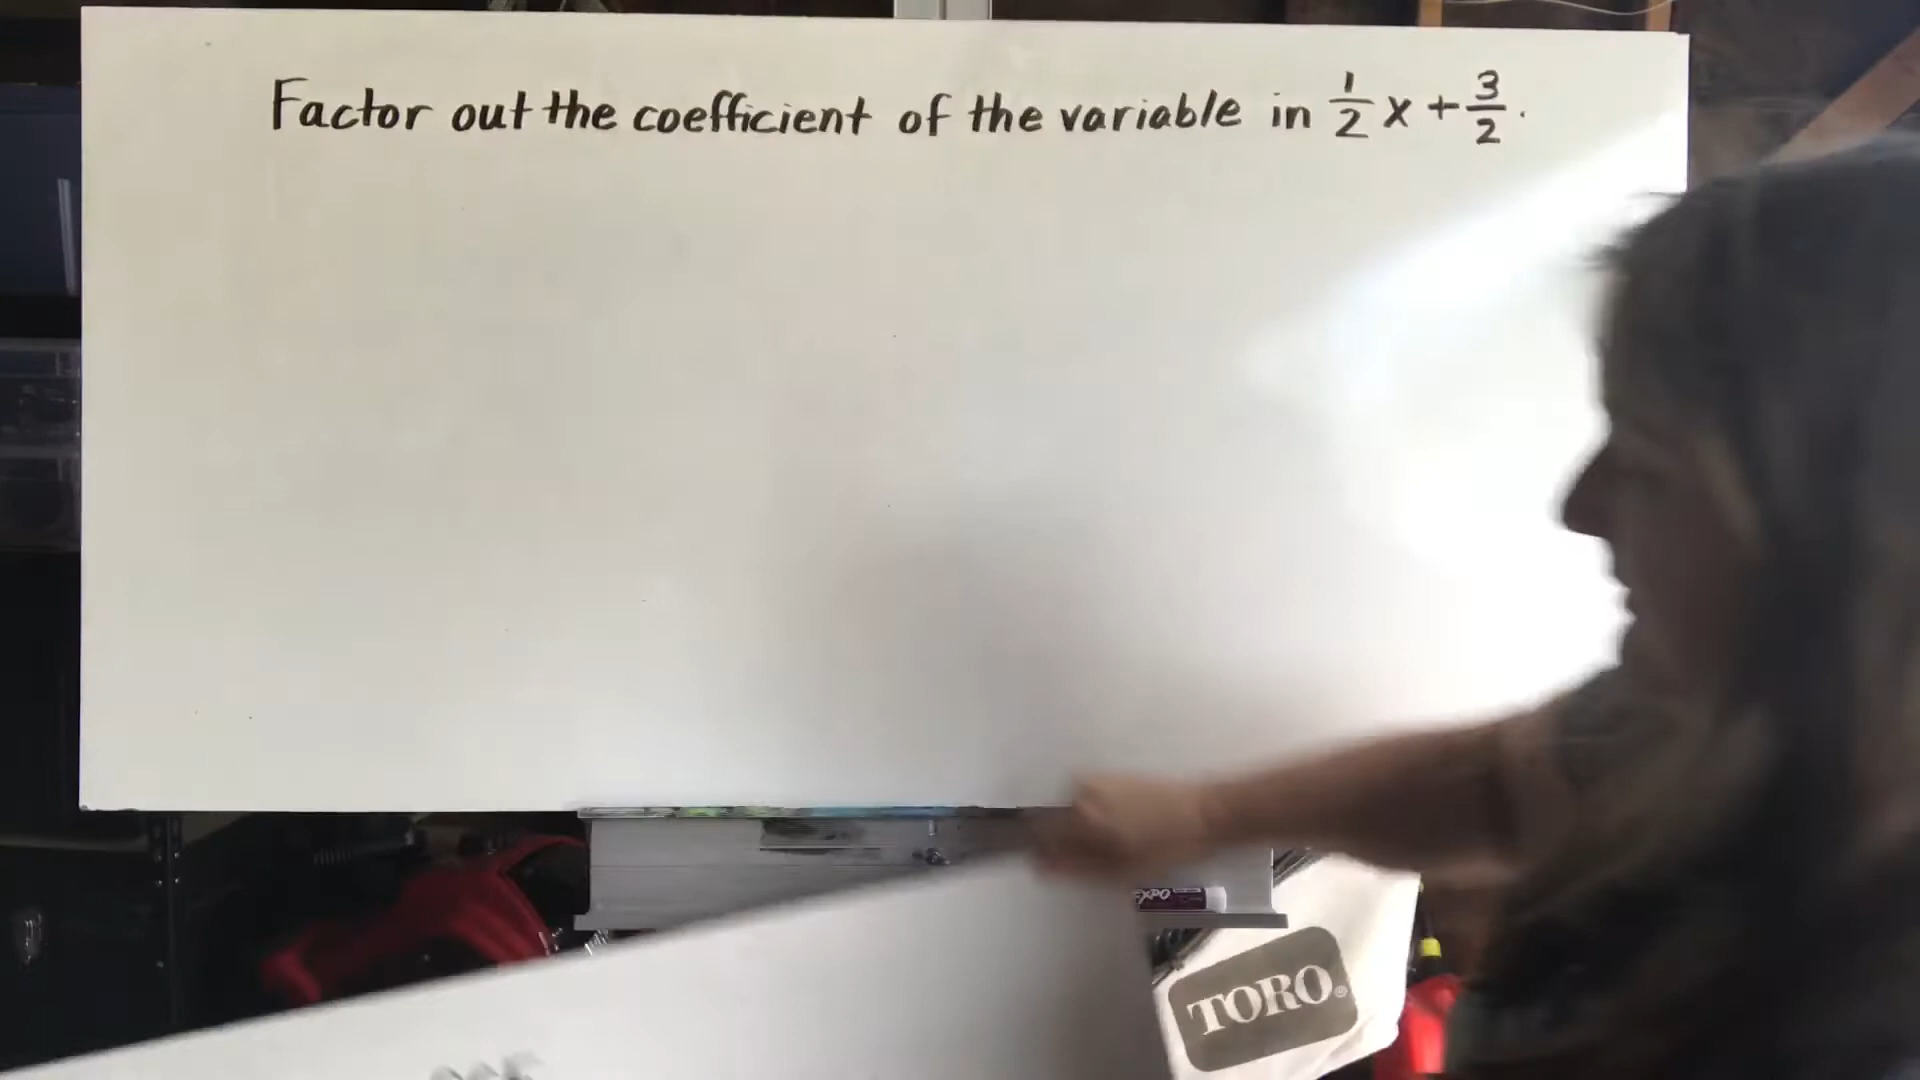 Factor out the coefficient of the variable in 1/2 x + 3/2.
EXPO
TORO®